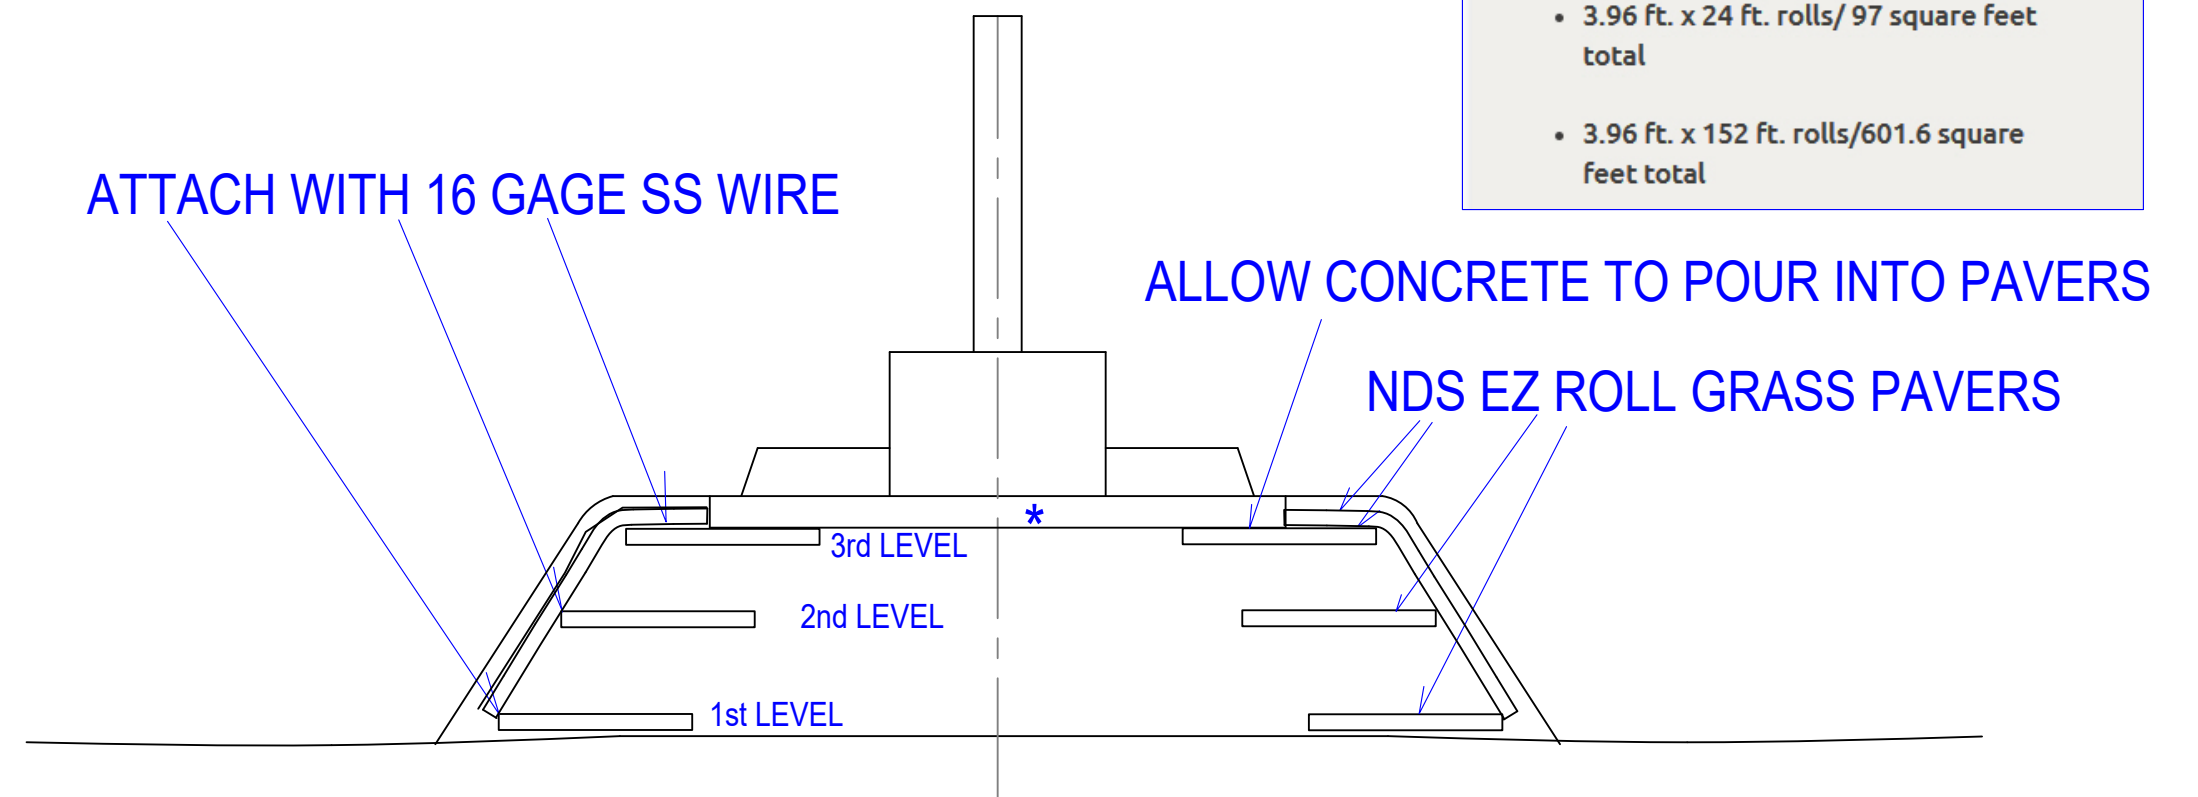 • 3.96 ft. x 24 ft. rolls/ 97 square feet
total
• 3.96 ft. x 152 ft. rolls/601.6 square
feet total
ATTACH WITH 16 GAGE SS WIRE
ALLOW CONCRETE TO POUR INTO PAVERS
NDS EZ ROLL GRASS PAVERS
*
3rd LEVEL
2nd LEVEL
1st LEVEL